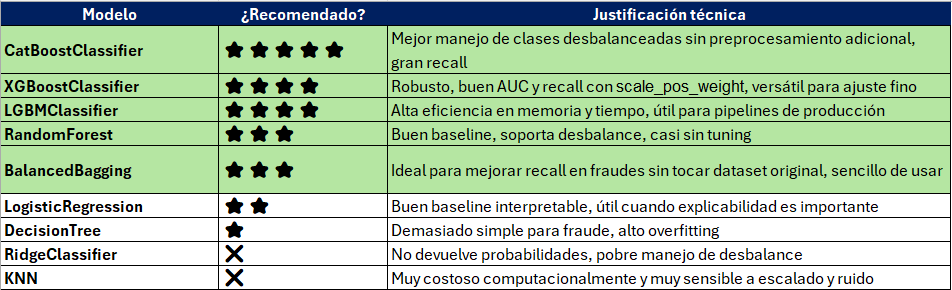 Modelo ¿Recomendado? Justificación técnica
CatBoostClassifier ★★★★★ Mejor manejo de clases desbalanceadas sin preprocesamiento adicional,
gran recall
XGBoostClassifier ★★★★ Robusto, buen AUC y recall con scale_pos_weight, versátil para ajuste fino
LGBMClassifier ★★★★ Alta eficiencia en memoria y tiempo, útil para pipelines de producción
RandomForest ★★★ Buen baseline, soporta desbalance, casi sin tuning
BalancedBagging ★★★ Ideal para mejorar recall en fraudes sin tocar dataset original, sencillo de usar
LogisticRegression ★★ Buen baseline interpretable, útil cuando explicabilidad es importante
DecisionTree ★ Demasiado simple para fraude, alto overfitting
RidgeClassifier ✕ No devuelve probabilidades, pobre manejo de desbalance
KNN ✕ Muy costoso computacionalmente y muy sensible a escalado y ruido